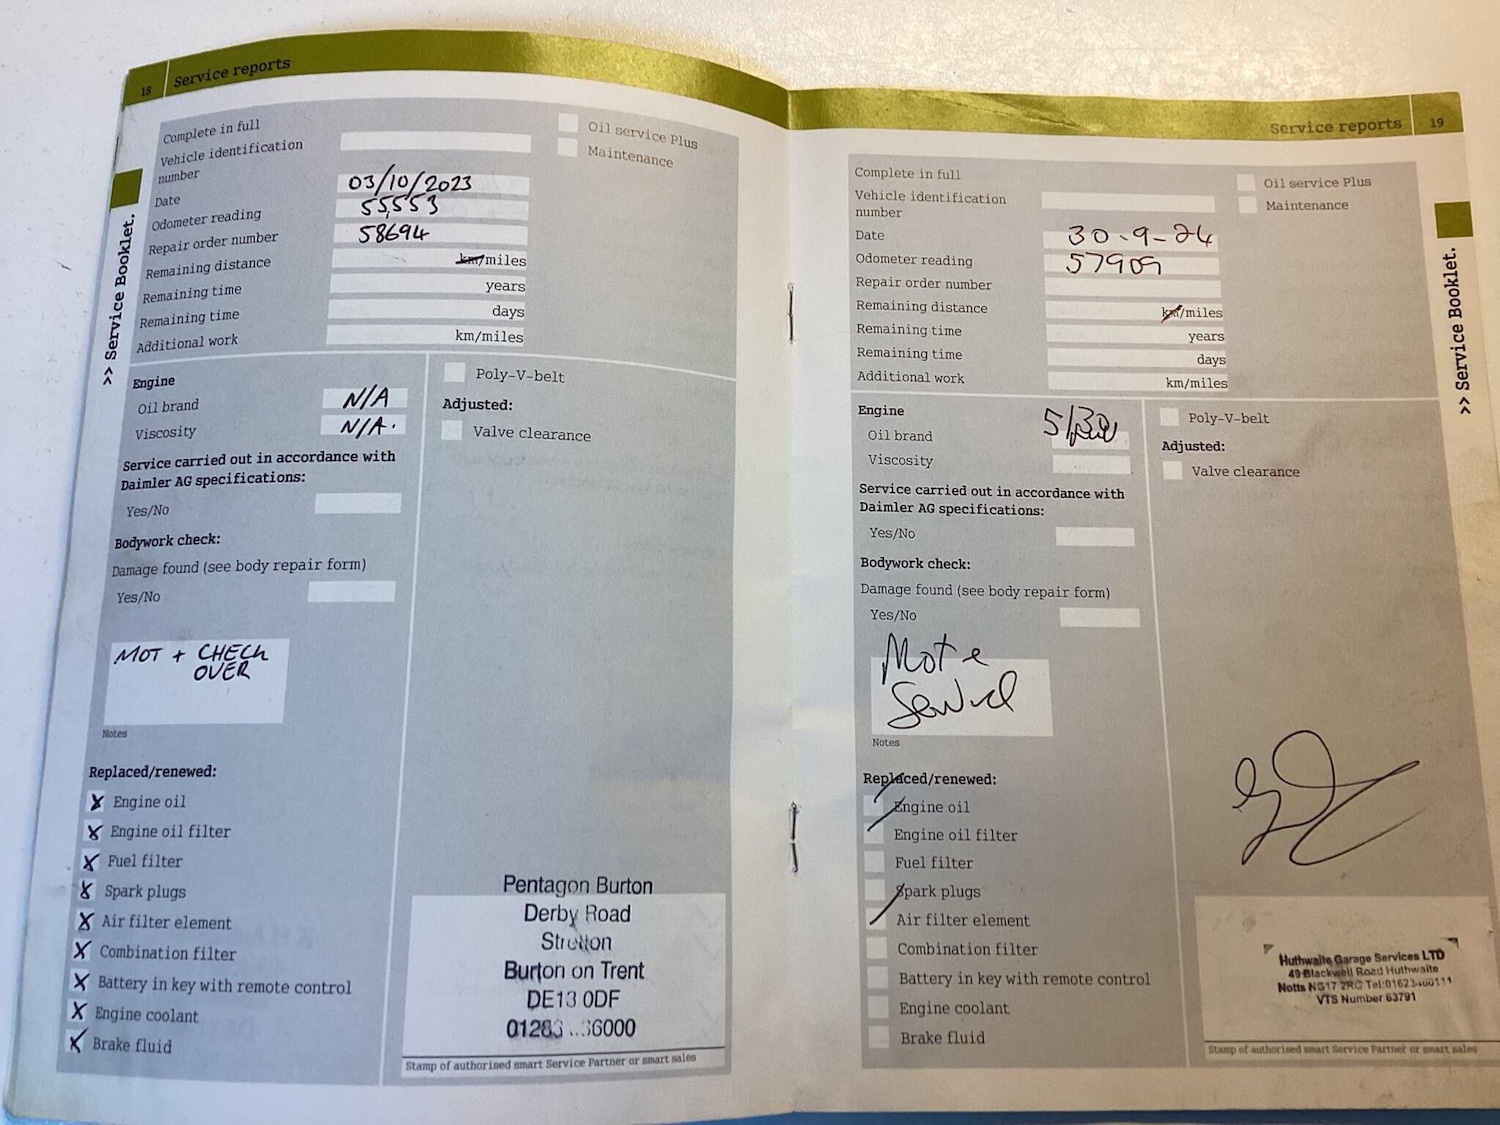 18 Service reports
Complete in full
Vehicle identification
number
Date 03/10/2023
Odometer reading 55,553
Repair order number 58694
Remaining distance km/miles
Remaining time years
Remaining time days
Additional work km/miles
Oil Service Plus
Maintenance
>> Service Booklet.
Engine
Oil brand N/A
Viscosity N/A.
Service carried out in accordance with
Daimler AG specifications:
Yes/No
Bodywork check:
Damage found (see body repair form)
Yes/No
MOT + CHECK
OVER
Notes
Replaced/renewed:
X Engine oil
X Engine oil filter
X Fuel filter
X Spark plugs
X Air filter element
X Combination filter
X Battery in key with remote control
X Engine coolant
X Brake fluid
Poly-V-belt
Adjusted:
Valve clearance
Pentagon Burton
Derby Road
Stretton
Burton on Trent
DE13 0DF
Stamp of authorised smart Service Partner or smart sales
Service reports 19
Complete in full
Vehicle identification
number
Date 30-9-24
Odometer reading 57909
Repair order number
Remaining distance km/miles
Remaining time years
Remaining time days
Additional work km/miles
Oil service Plus
Maintenance
>> Service Booklet.
Engine
Oil brand 5/30
Viscosity
Service carried out in accordance with
Daimler AG specifications:
Yes/No
Bodywork check:
Damage found (see body repair form)
Yes/No
Mot &
Service
Notes
Replaced/renewed:
Engine oil
Engine oil filter
Fuel filter
Spark plugs
Air filter element
Combination filter
Battery in key with remote control
Engine coolant
Brake fluid
Poly-V-belt
Adjusted:
Valve clearance
Huthwaite Garage Services LTD
49 Blackwell Road Huthwaite
Notts NG17 2RG
VTS Number 63791
Stamp of authorised smart Service Partner or smart sales